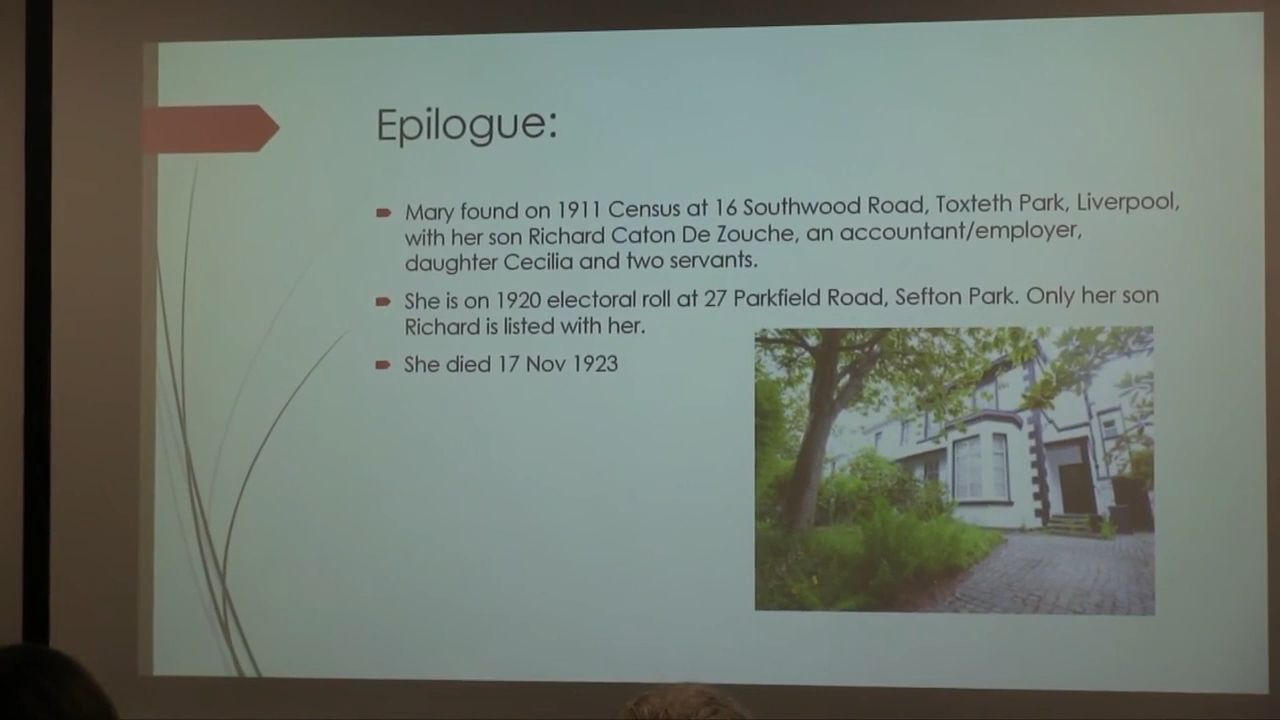 Epilogue:
Mary found on 1911 Census at 16 Southwood Road, Toxteth Park, Liverpool,
with her son Richard Caton De Zouche, an accountant/employer,
daughter Cecilia and two servants.
She is on 1920 electoral roll at 27 Parkfield Road, Sefton Park. Only her son
Richard is listed with her.
She died 17 Nov 1923